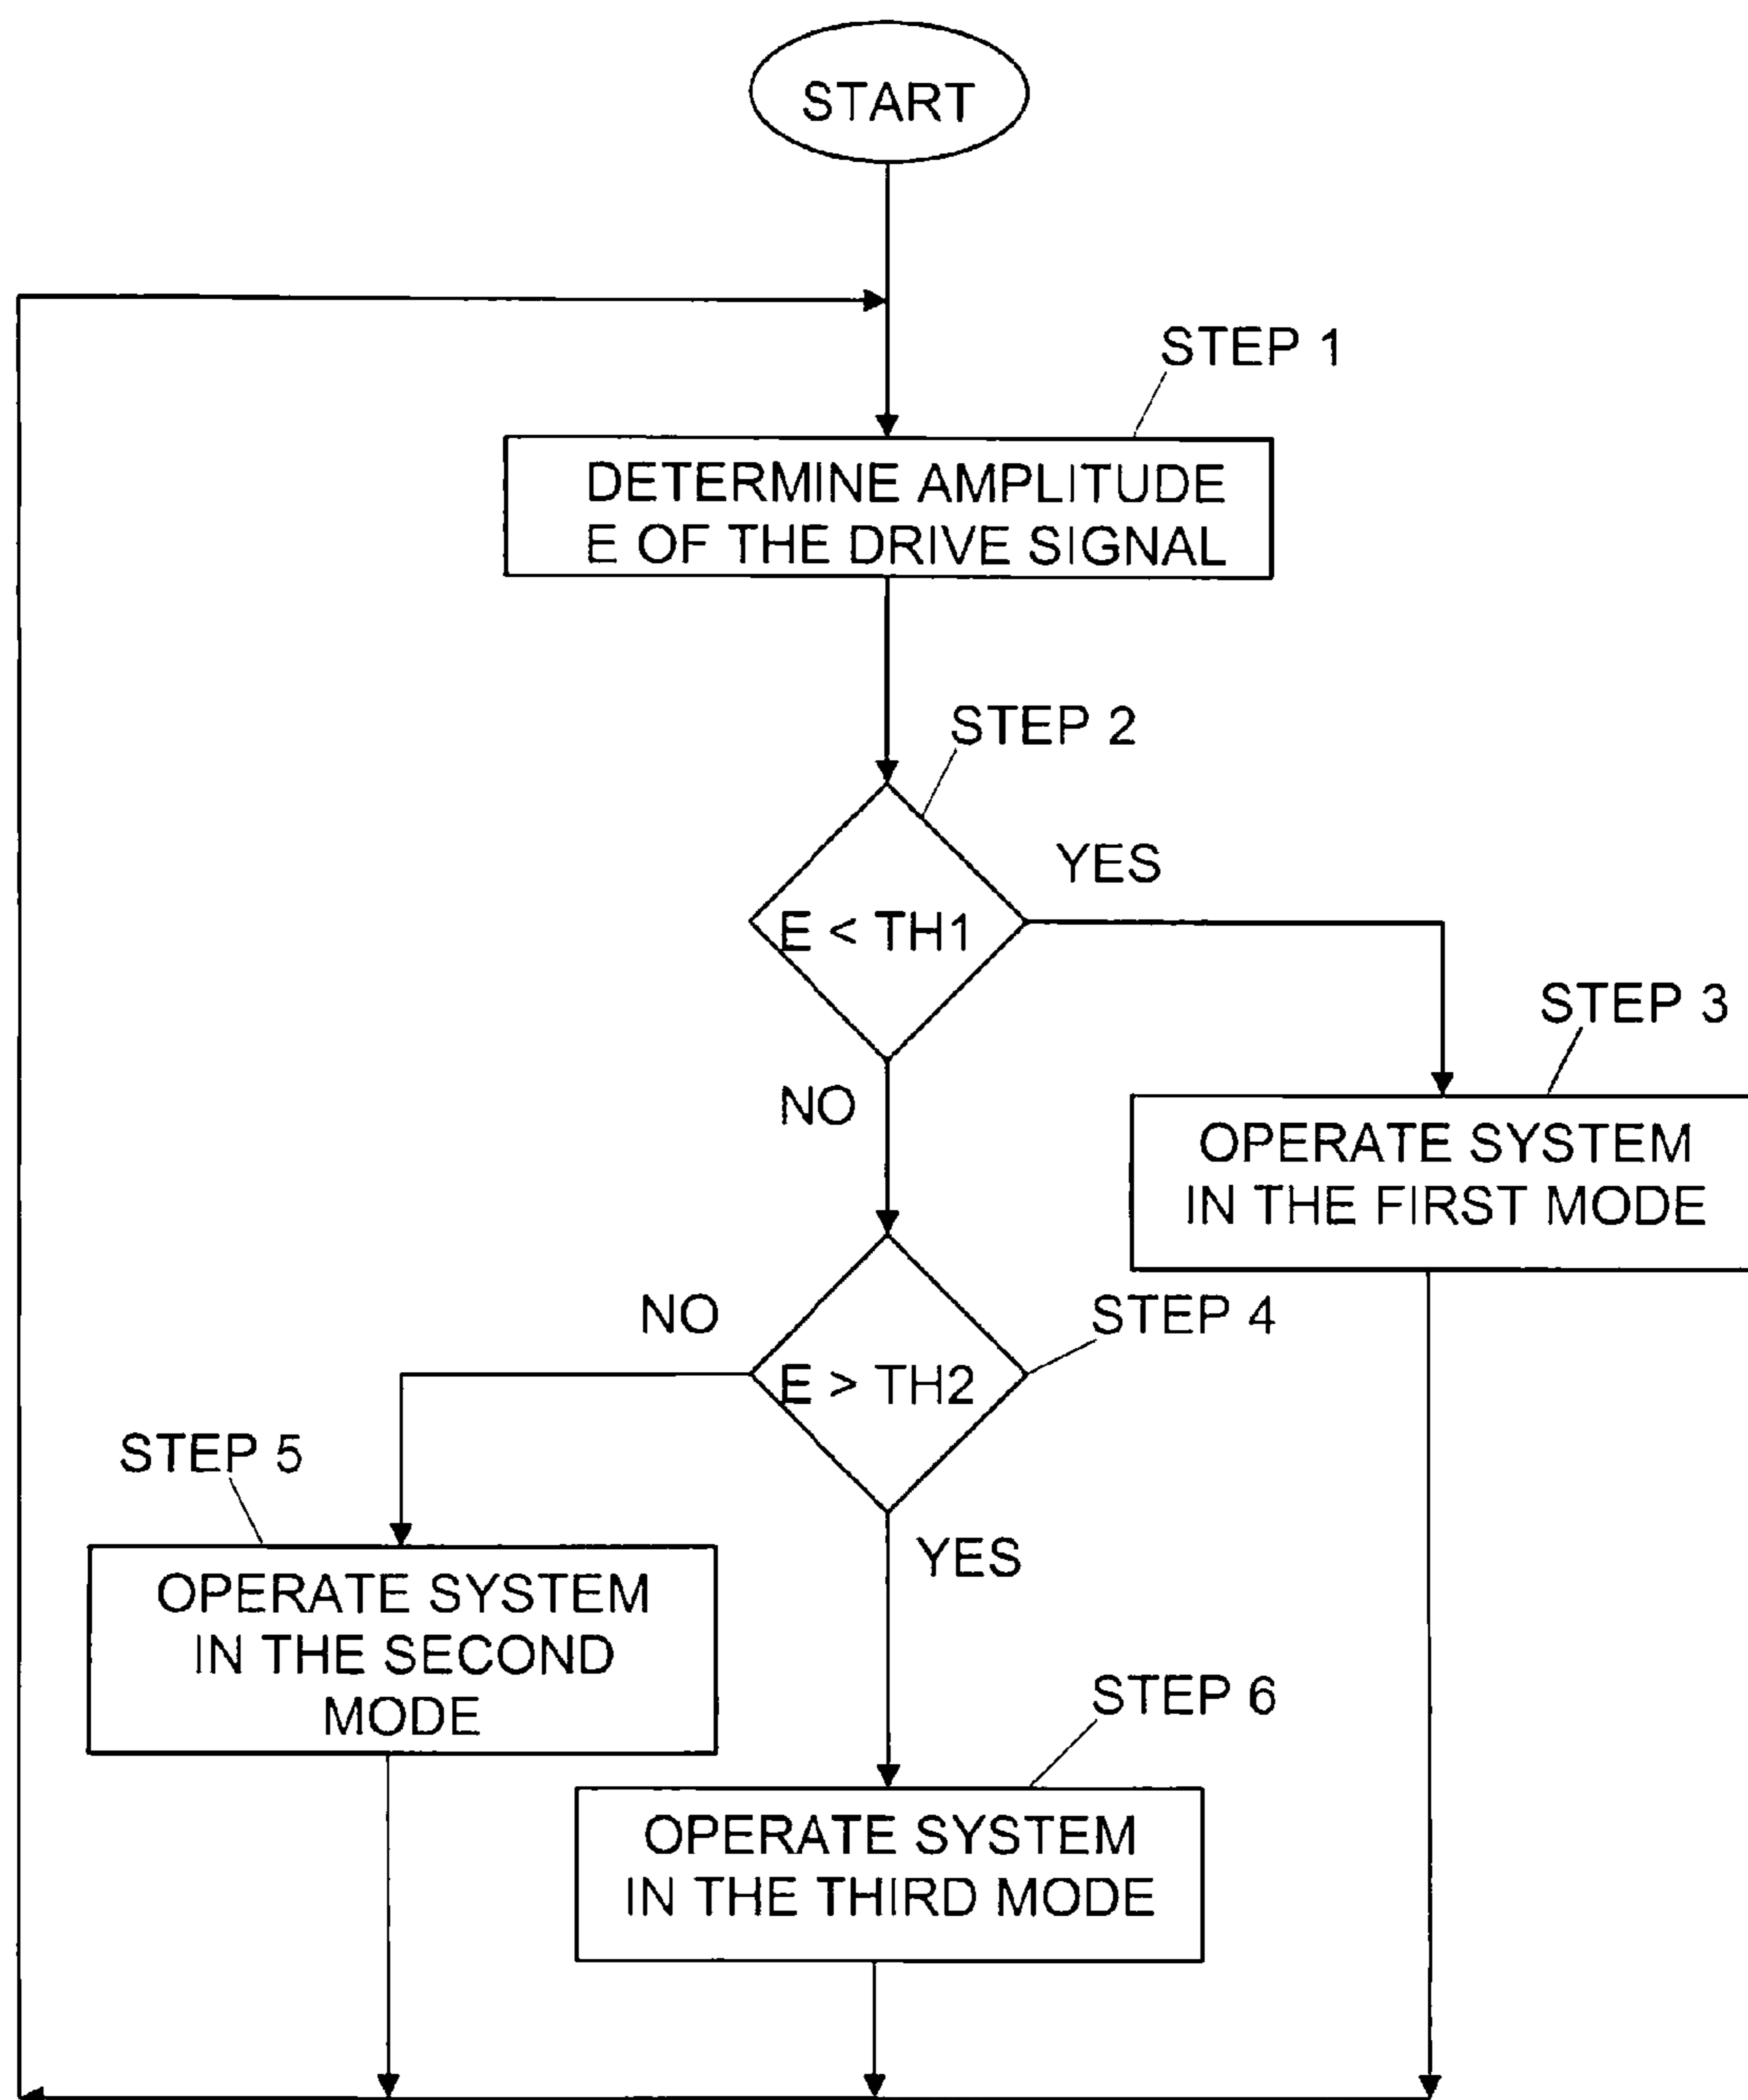 START
STEP 1
DETERMINE AMPLITUDE
E OF THE DRIVE SIGNAL
STEP 2
YES
E < TH1
STEP 3
NO
OPERATE SYSTEM
IN THE FIRST MODE
NO
STEP 4
E > TH2
STEP 5
YES
OPERATE SYSTEM
IN THE SECOND
MODE
STEP 6
OPERATE SYSTEM
IN THE THIRD MODE